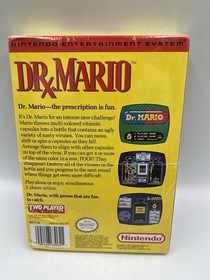 NINTENDO ENTERTAINMENT SYSTEM
DR. MARIO
Dr. Mario—the prescription is fun.
It's Dr. Mario for an intense new challenge!
Mario throws multi-colored vitamin
capsules into a bottle that contains an ugly
variety of nasty viruses. You can move,
shift or spin a capsule as they fall.
Arrange them to align with other capsules
on top of the virus. If you can get 4 or more
of the same color in a row, POOF! They
disappear! Destroy all of the viruses in the
bottle and you progress to the next round
where things get even more difficult.
Play alone or enjoy simultaneous
2 player action.
Dr. Mario, with germs that are fun
to catch.
Dr. MARIO
TWO PLAYER
Nintendo